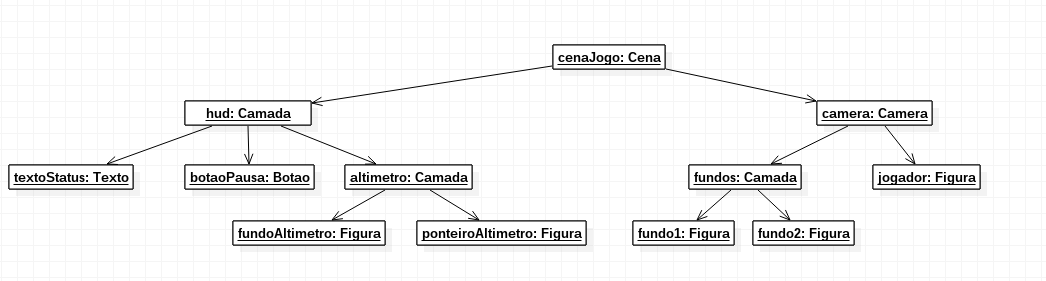 cenaJogo: Cena
hud: Camada
camera: Camera
textoStatus: Texto
botaoPausa: Botao
altimetro: Camada
fundos: Camada
jogador: Figura
fundoAltimetro: Figura
ponteiroAltimetro: Figura
fundo1: Figura
fundo2: Figura